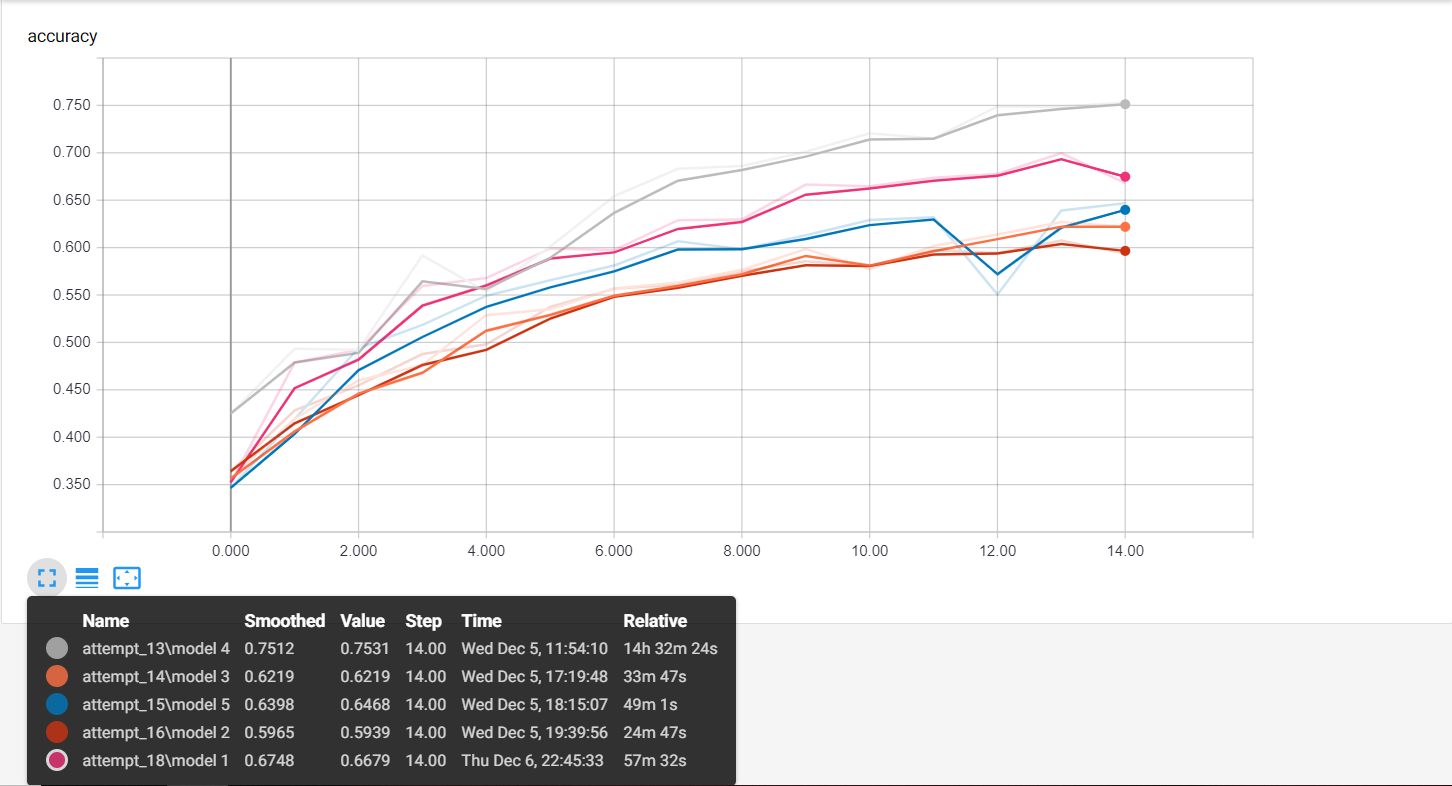 accuracy
0.750
0.700
0.650
0.600
0.550
0.500
0.450
0.400
0.350
0.000 2.000 4.000 6.000 8.000 10.00 12.00 14.00
Name Smoothed Value Step Time Relative
attempt_13\model 4 0.7512 0.7531 14.00 Wed Dec 5, 11:54:10 14h 32m 24s
attempt_14\model 3 0.6219 0.6219 14.00 Wed Dec 5, 17:19:48 33m 47s
attempt_15\model 5 0.6398 0.6468 14.00 Wed Dec 5, 18:15:07 49m 1s
attempt_16\model 2 0.5965 0.5939 14.00 Wed Dec 5, 19:39:56 24m 47s
attempt_18\model 1 0.6748 0.6679 14.00 Thu Dec 6, 22:45:33 57m 32s